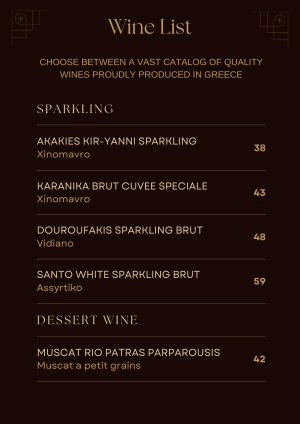 Wine List
CHOOSE BETWEEN A VAST CATALOG OF QUALITY
WINES PROUDLY PRODUCED IN GREECE
SPARKLING
AKAKIES KIR-YANNI SPARKLING
Xinomavro
38
KARANIKA BRUT CUVEE SPECIALE
Xinomavro
43
DOUROUFAKIS SPARKLING BRUT
Vidiano
48
SANTO WHITE SPARKLING BRUT
Assyrtiko
59
DESSERT WINE
MUSCAT RIO PATRAS PARPAROUSIS
Muscat a petit grains
42